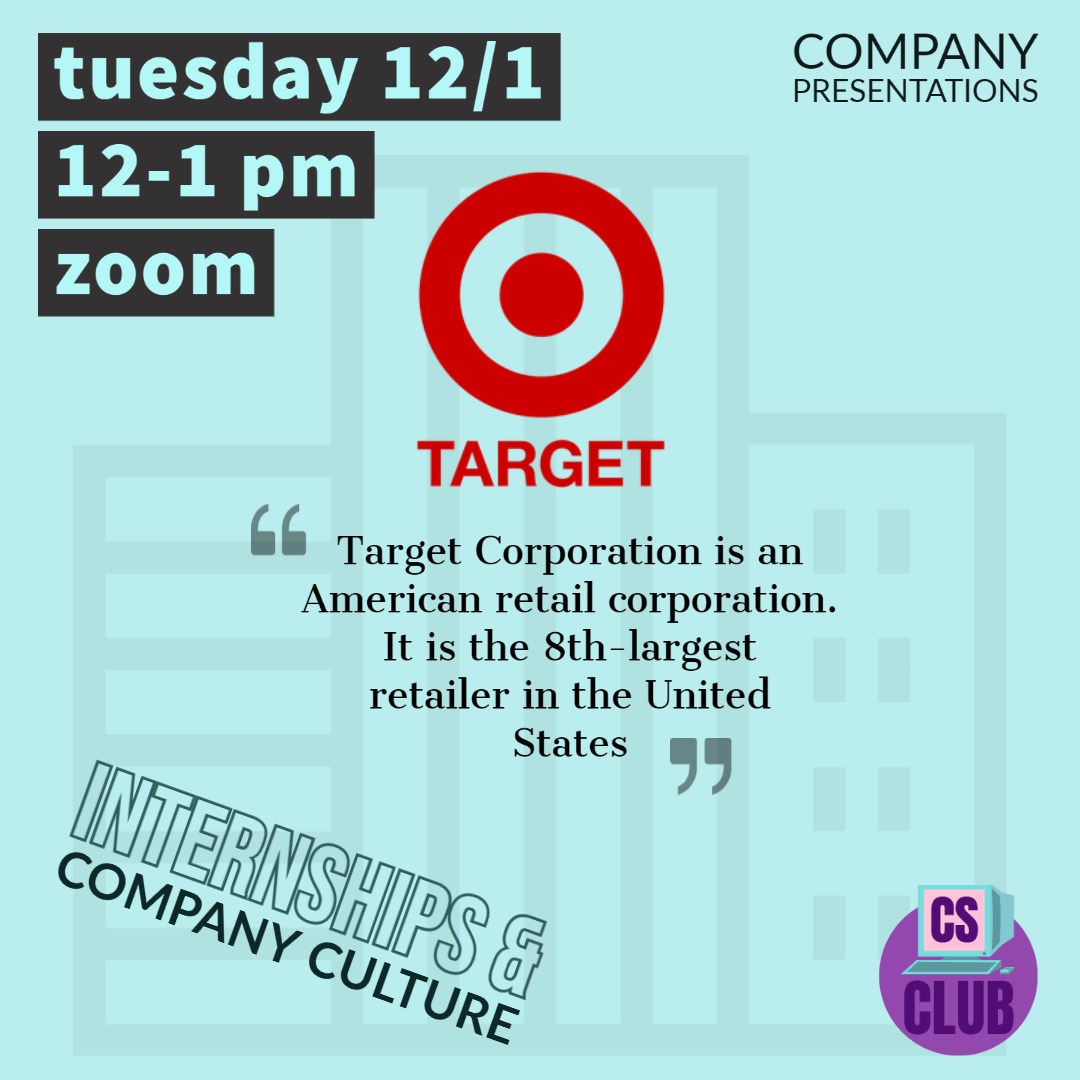 tuesday 12/1
12-1 pm
zoom
COMPANY
PRESENTATIONS
TARGET
“ Target Corporation is an
American retail corporation.
It is the 8th-largest
retailer in the United
States ”
INTERNSHIPS &
COMPANY CULTURE
CS
CLUB